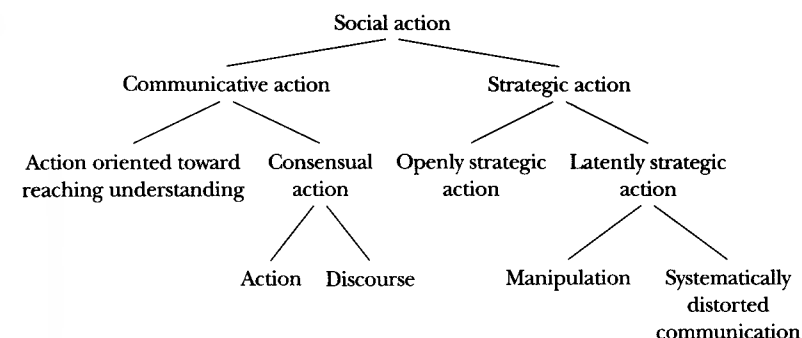 Social action
Communicative action Strategic action
Action oriented toward Consensual Openly strategic Latently strategic
reaching understanding action action action
Action Discourse Manipulation Systematically
distorted
communication